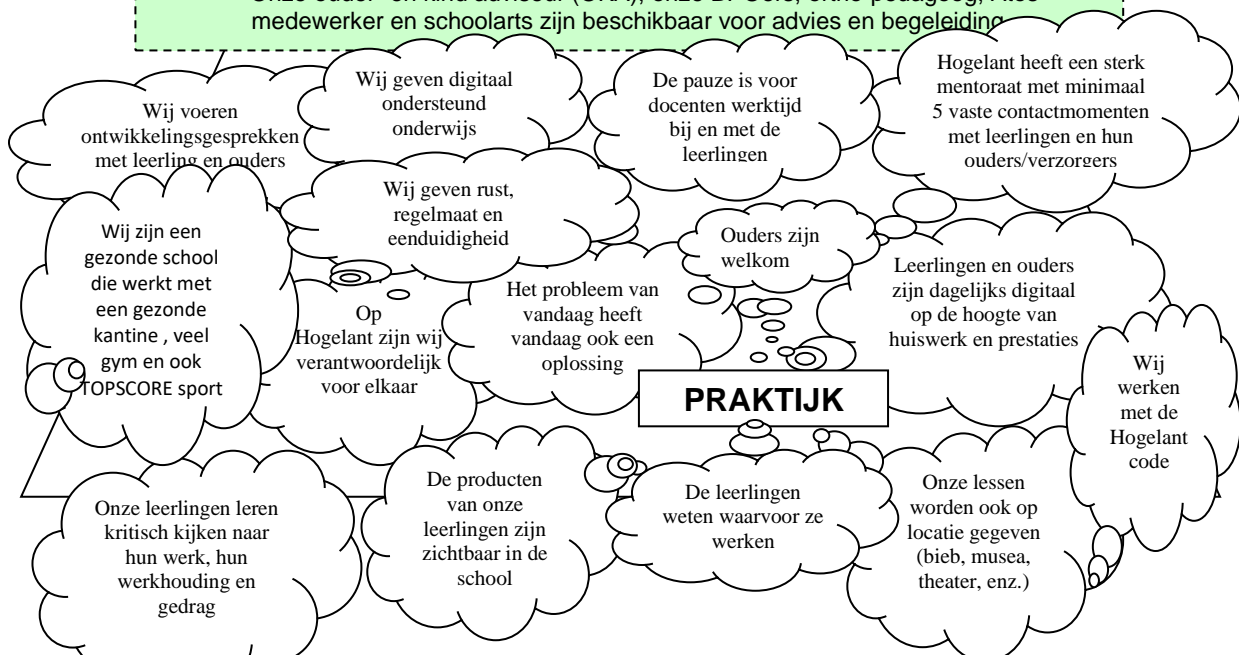 medewerker en schoolarts zijn beschikbaar voor advies en begeleiding
Wij voeren
ontwikkelingsgesprekken
met leerling en ouders
Wij geven digitaal
ondersteund
onderwijs
De pauze is voor
docenten werktijd
bij en met de
leerlingen
Hogelant heeft een sterk
mentoraat met minimaal
5 vaste contactmomenten
met leerlingen en hun
ouders/verzorgers
Wij geven rust,
regelmaat en
eenduidigheid
Wij zijn een
gezonde school
die werkt met
een gezonde
kantine , veel
gym en ook
TOPSCORE sport
Op
Hogelant zijn wij
verantwoordelijk
voor elkaar
Het probleem van
vandaag heeft
vandaag ook een
oplossing
Ouders zijn
welkom
Leerlingen en ouders
zijn dagelijks digitaal
op de hoogte van
huiswerk en prestaties
Wij
werken
met de
Hogelant
code
PRAKTIJK
Onze leerlingen leren
kritisch kijken naar
hun werk, hun
werkhouding en
gedrag
De producten
van onze
leerlingen zijn
zichtbaar in de
school
De leerlingen
weten waarvoor ze
werken
Onze lessen
worden ook op
locatie gegeven
(bieb, musea,
theater, enz.)